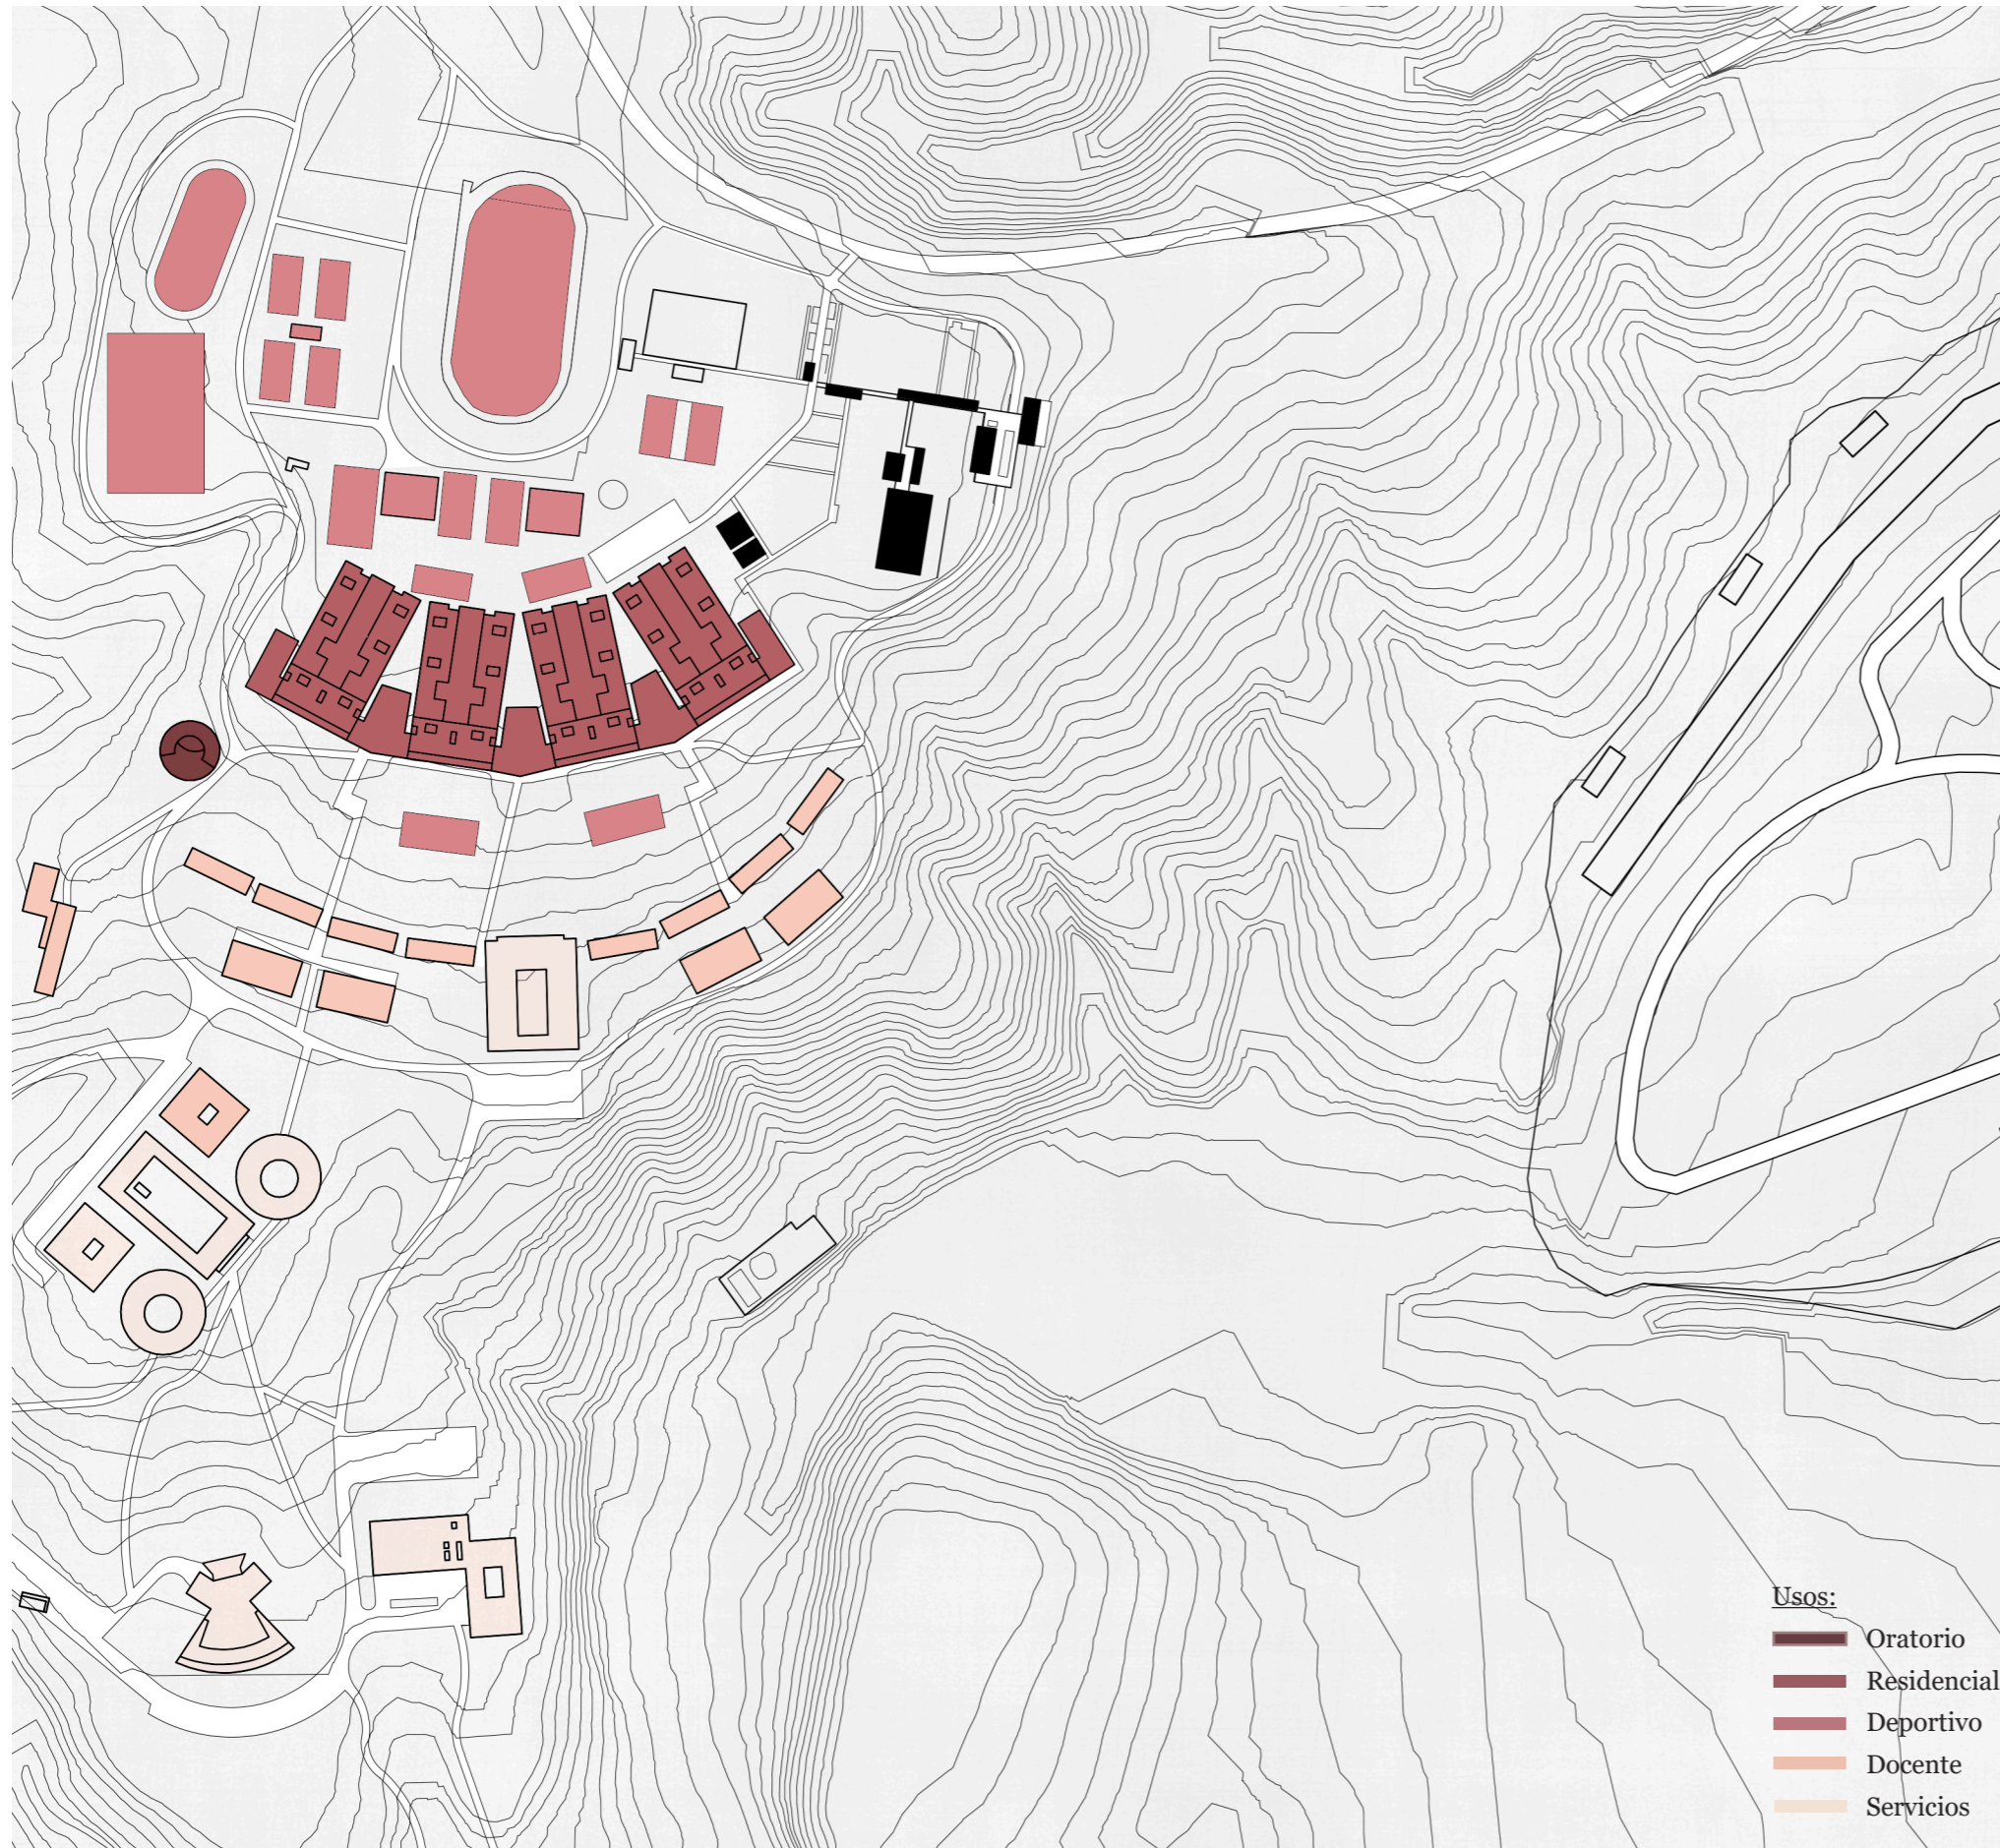 Usos:
Oratorio
Residencial
Deportivo
Docente
Servicios